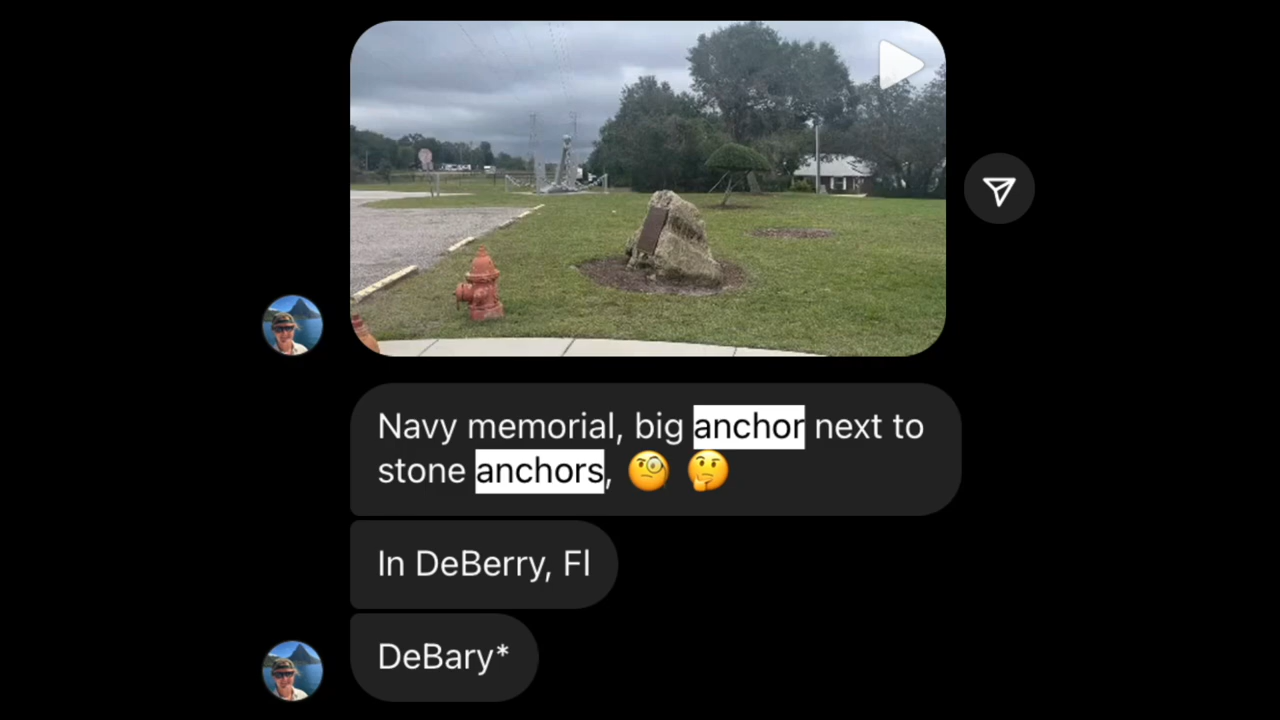 Navy memorial, big anchor next to
stone anchors, 🧐 🤔
In DeBerry, Fl
DeBary*